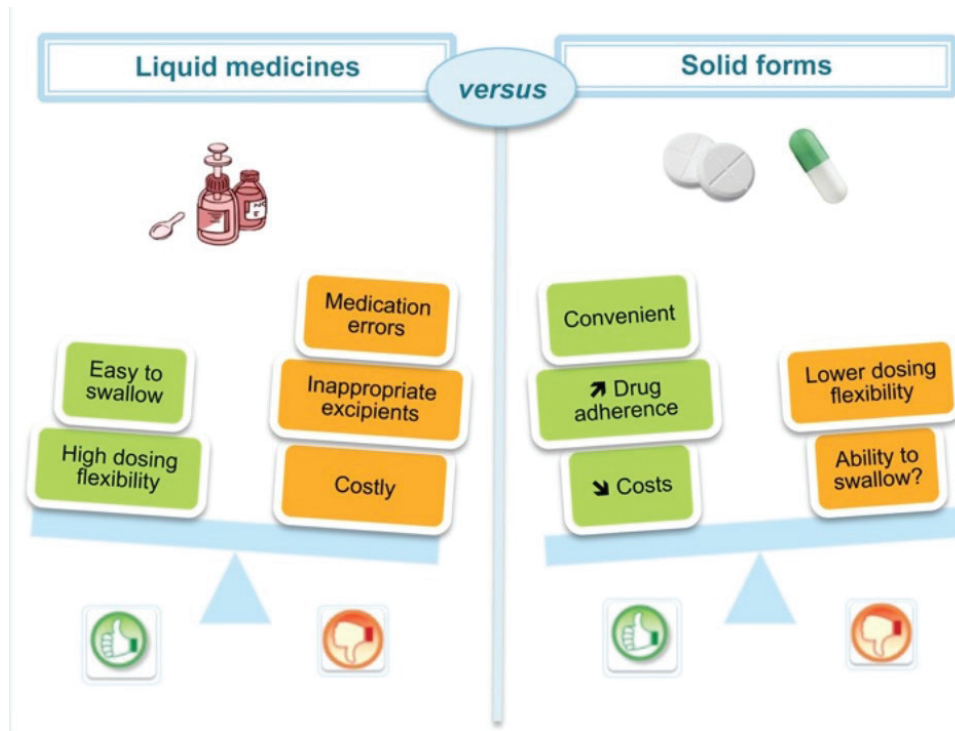 Liquid medicines
versus
Solid forms
Medication
errors
Easy to
swallow
Inappropriate
excipients
High dosing
flexibility
Costly
Convenient
↗ Drug
adherence
Lower dosing
flexibility
↘ Costs
Ability to
swallow?